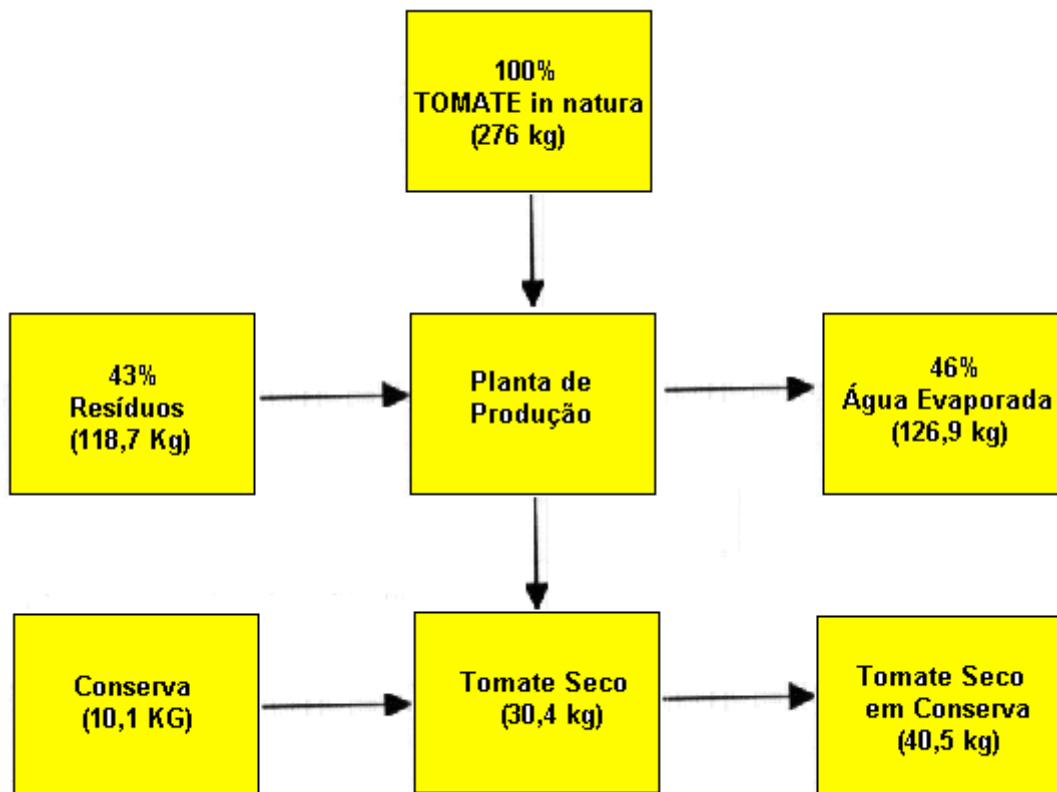 100%
TOMATE in natura
(276 kg)
43%
Resíduos
(118,7 Kg)
Planta de
Produção
46%
Água Evaporada
(126,9 kg)
Conserva
(10,1 KG)
Tomate Seco
(30,4 kg)
Tomate Seco
em Conserva
(40,5 kg)